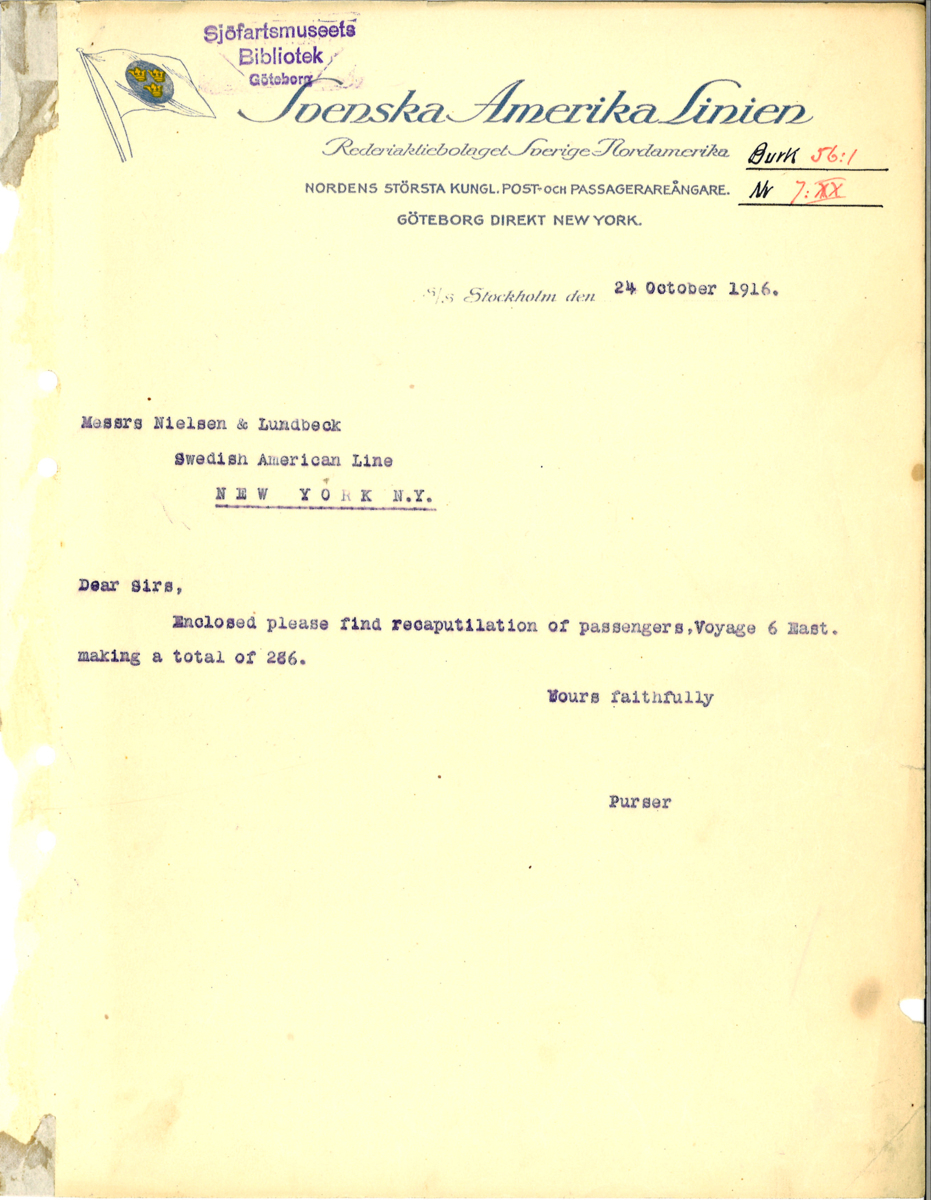 Sjöfartsmuseets
Bibliotek
Göteborg
Svenska Amerika Linien
Rederiaktiebolaget Sverige-Nordamerika
Burk 56:1
NORDENS STÖRSTA KUNGL. POST- OCH PASSAGERAREÅNGARE.
Nr 7:XX
GÖTEBORG DIREKT NEW YORK.
S/s Stockholm den 24 October 1916.
Messrs Nielsen & Lundbeck
Swedish American Line
N E W Y O R K N.Y.
Dear Sirs,
Enclosed please find recaputilation of passengers,Voyage 6 East.
making a total of
Yours faithfully
Purser